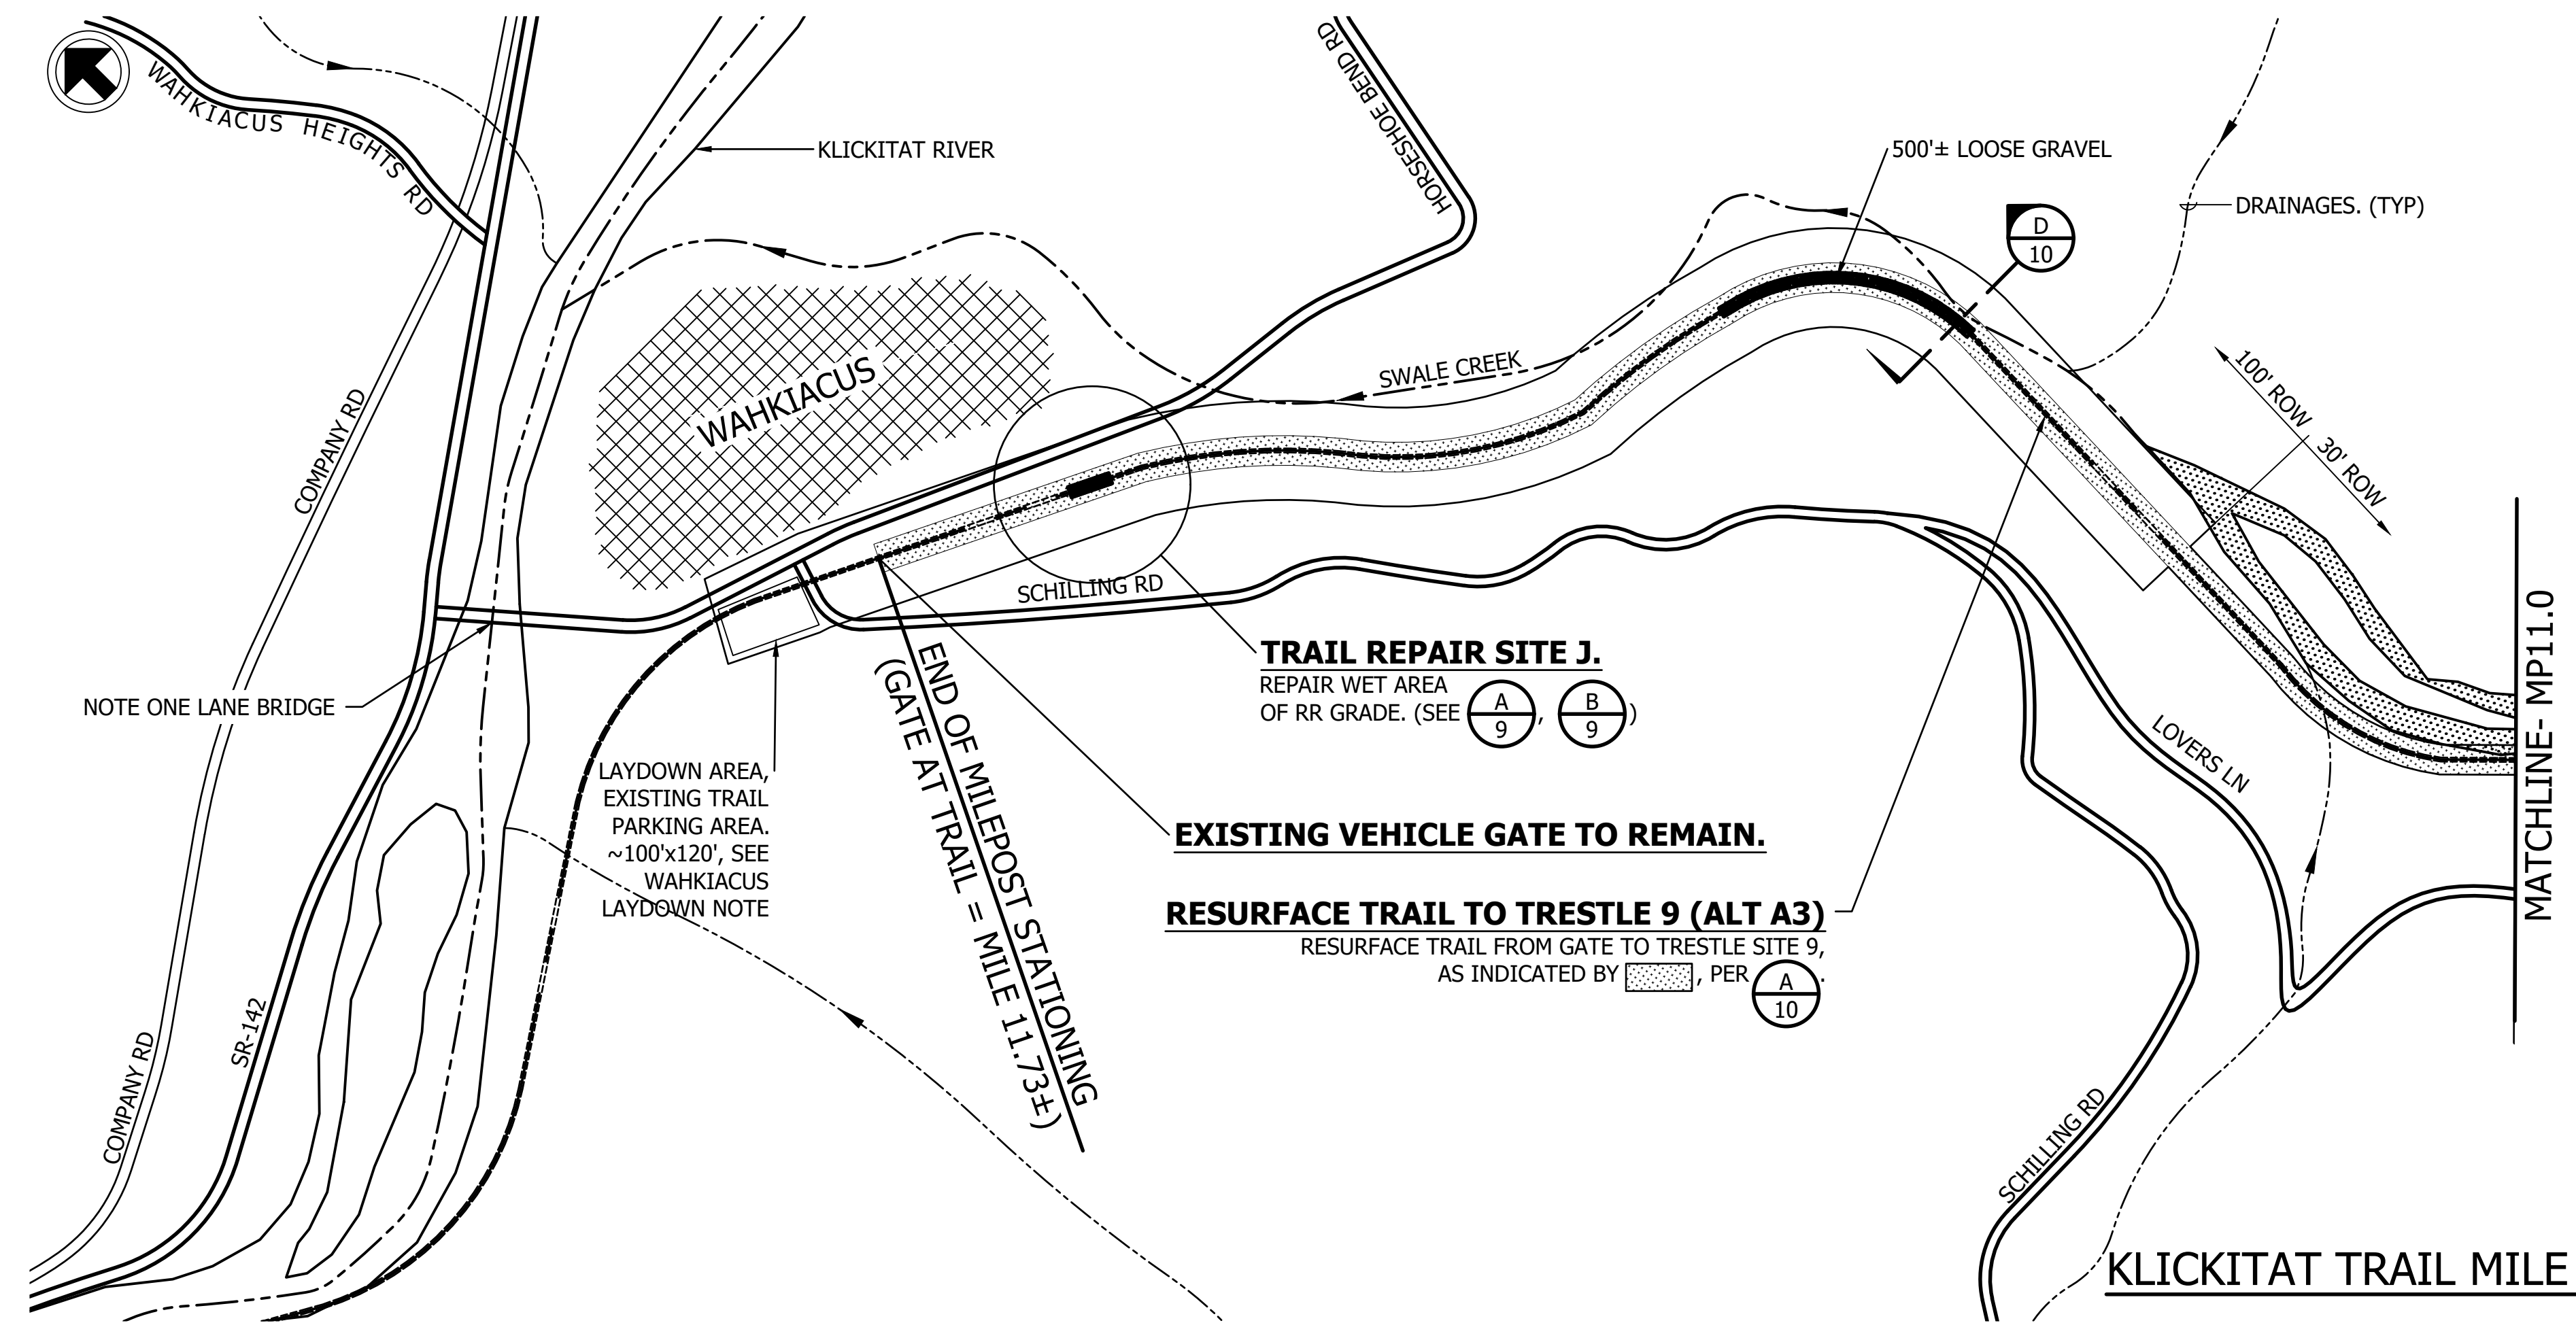 WAHKIACUS HEIGHTS RD
KLICKITAT RIVER
HORSESHOE BEND RD
500'± LOOSE GRAVEL
DRAINAGES. (TYP)
D
10
COMPANY RD
WAHKIACUS
SWALE CREEK
100' ROW
30' ROW
SCHILLING RD
NOTE ONE LANE BRIDGE
TRAIL REPAIR SITE J.
REPAIR WET AREA
OF RR GRADE. (SEE A/9, B/9)
LAYDOWN AREA,
EXISTING TRAIL
PARKING AREA.
~100'x120', SEE
WAHKIACUS
LAYDOWN NOTE
END OF MILEPOST STATIONING
(GATE AT TRAIL = MILE 11.73±)
EXISTING VEHICLE GATE TO REMAIN.
RESURFACE TRAIL TO TRESTLE 9 (ALT A3)
RESURFACE TRAIL FROM GATE TO TRESTLE SITE 9,
AS INDICATED BY , PER A/10.
LOVERS LN
MATCHLINE- MP11.0
SR-142
COMPANY RD
SCHILLING RD
KLICKITAT TRAIL MILE